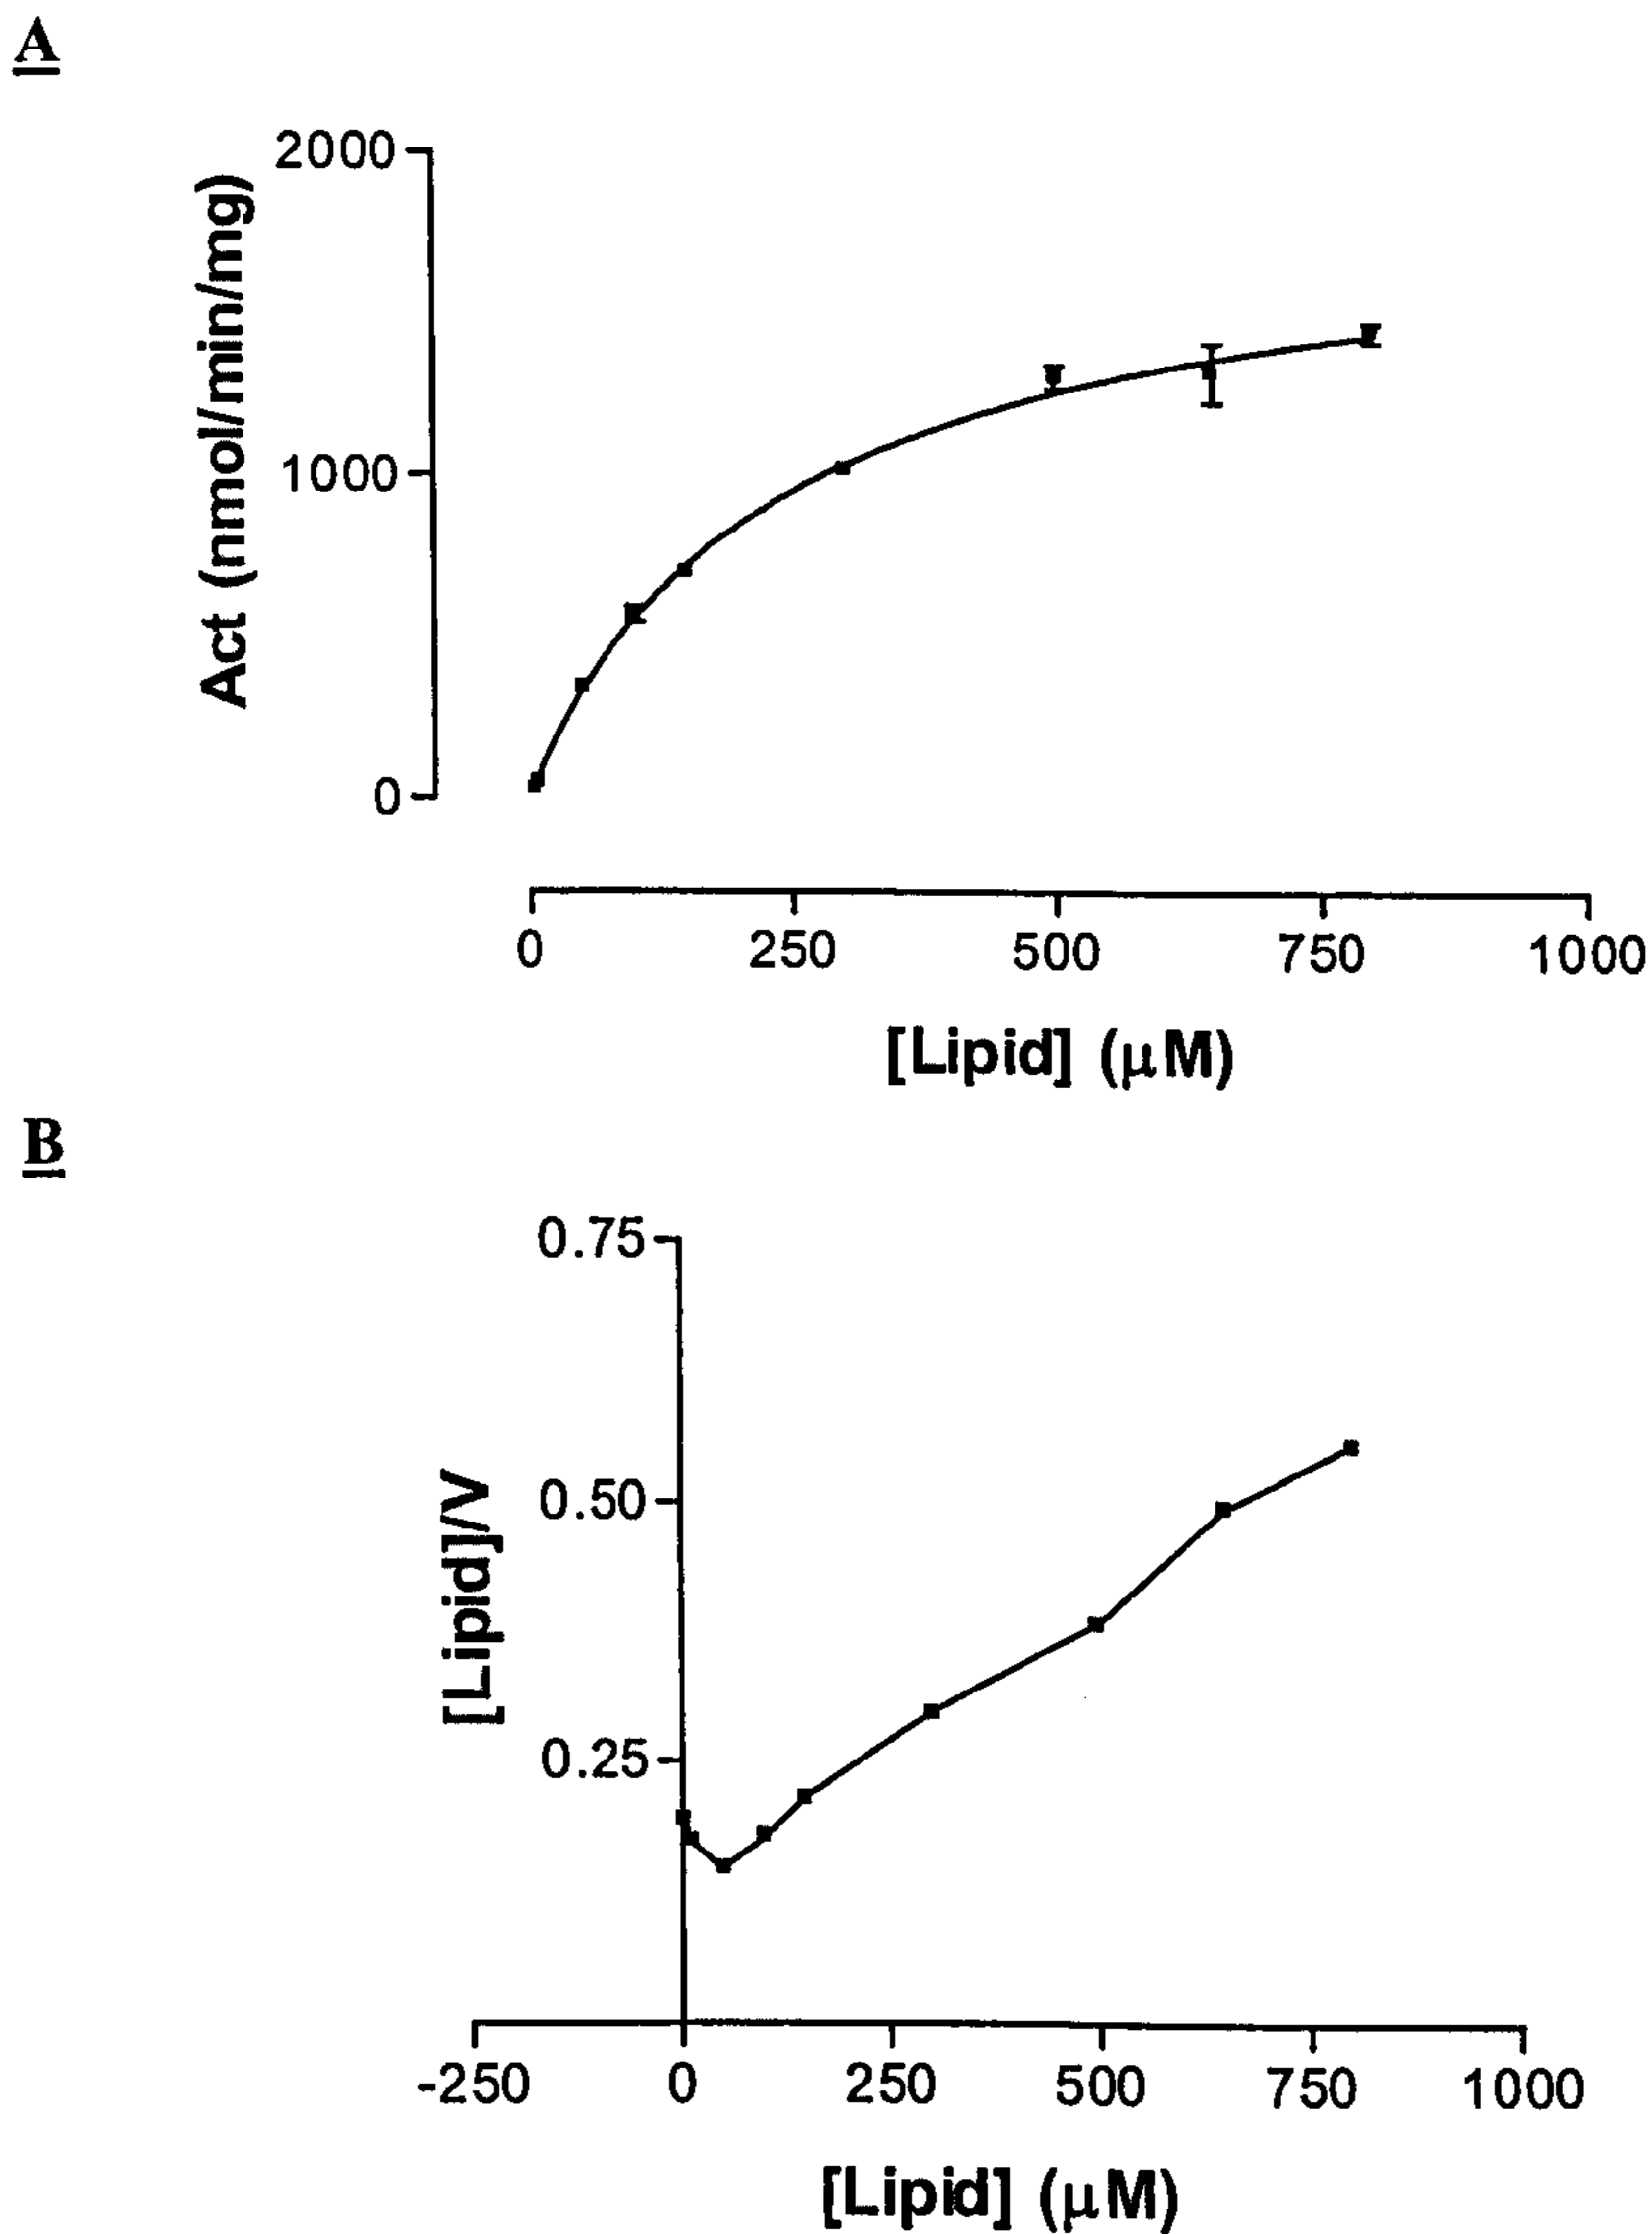 A
2000
1000
0
Act (nmol/min/mg)
0 250 500 750 1000
[Lipid] (μM)
B
0.75
0.50
0.25
[Lipid]/V
-250 0 250 500 750 1000
[Lipid] (μM)